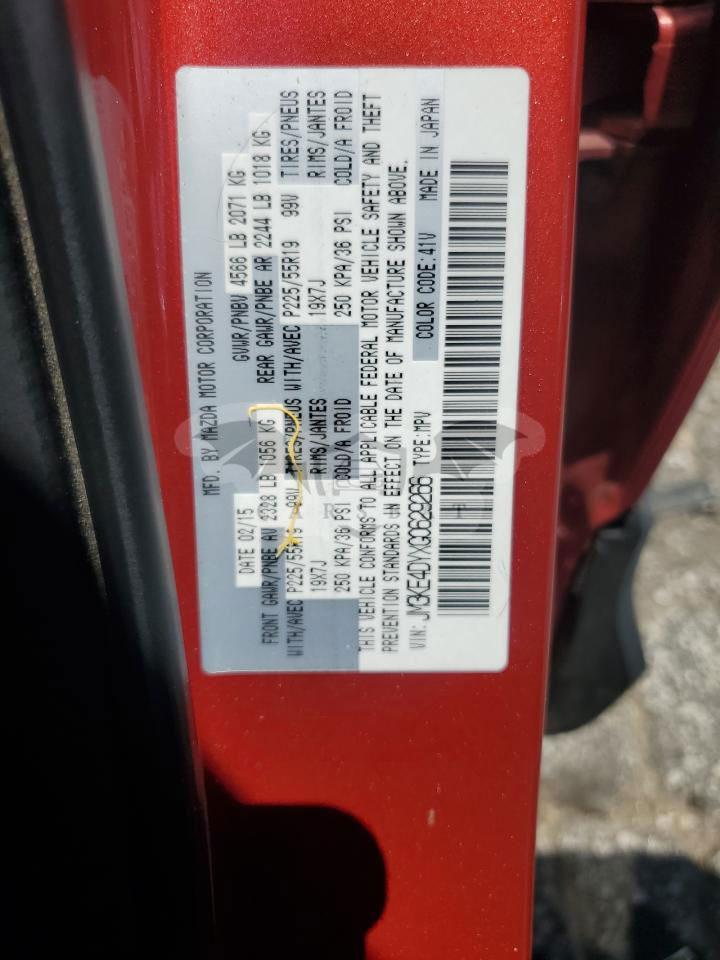 MFD. BY MAZDA MOTOR CORPORATION
DATE 02/15 GVWR/PNBV 4566 LB 2071 KG
FRONT GAWR/PNBE AV 2328 LB 1056 KG REAR GAWR/PNBE AR 2244 LB 1018 KG
WITH/AVEC P225/55R19 99V TIRES/PNEUS WITH/AVEC P225/55R19 99V TIRES/PNEUS
19X7J RIMS/JANTES 19X7J RIMS/JANTES
250 KPA/36 PSI COLD/A FROID 250 KPA/36 PSI COLD/A FROID
THIS VEHICLE CONFORMS TO ALL APPLICABLE FEDERAL MOTOR VEHICLE SAFETY AND THEFT
PREVENTION STANDARDS IN EFFECT ON THE DATE OF MANUFACTURE SHOWN ABOVE.
VIN: JM3KE4DYXG0629266 TYPE: MPV COLOR CODE: 41V MADE IN JAPAN